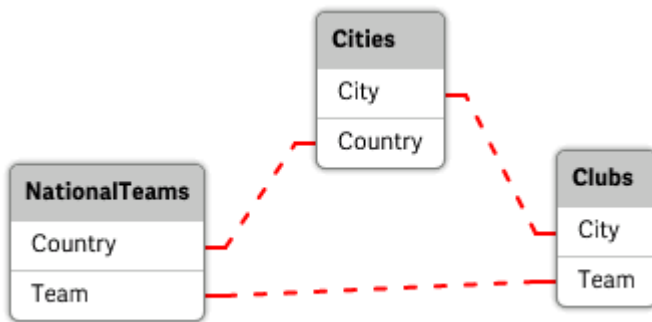 Cities
City
Country
NationalTeams
Country
Team
Clubs
City
Team